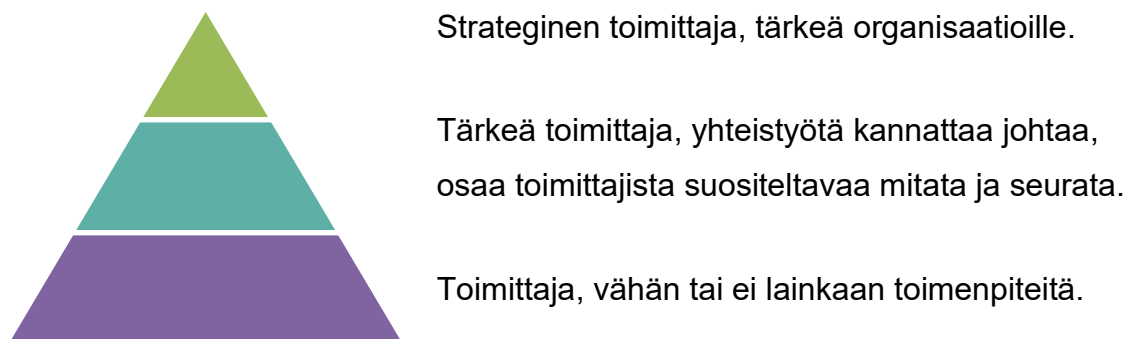 Strateginen toimittaja, tärkeä organisaatioille.
Tärkeä toimittaja, yhteistyötä kannattaa johtaa,
osaa toimittajista suositeltavaa mitata ja seurata.
Toimittaja, vähän tai ei lainkaan toimenpiteitä.